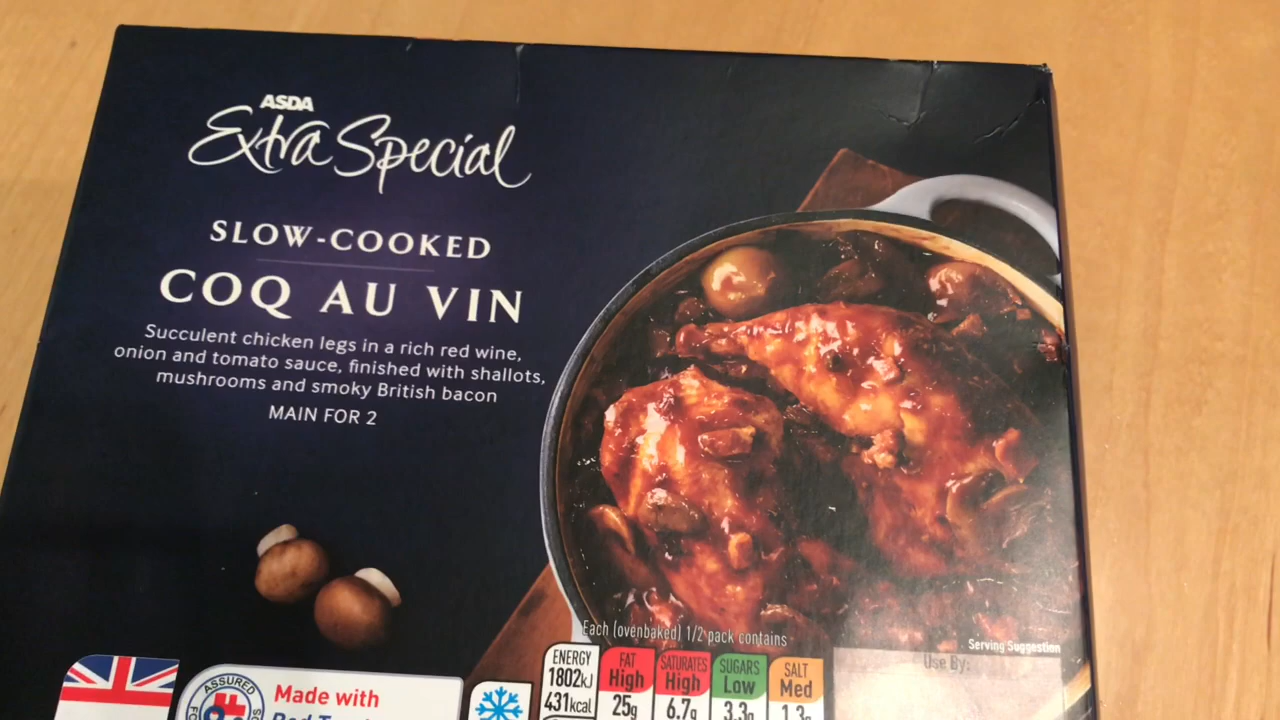 ASDA
Extra Special
SLOW-COOKED
COQ AU VIN
Succulent chicken legs in a rich red wine,
onion and tomato sauce, finished with shallots,
mushrooms and smoky British bacon
MAIN FOR 2
Each (ovenbaked) 1/2 pack contains
Serving Suggestion
Use By:
ENERGY
1802kJ
431kcal
FAT
High
25g
SATURATES
High
6.7g
SUGARS
Low
3.3g
SALT
Med
1.3g
ASSURED
Made with